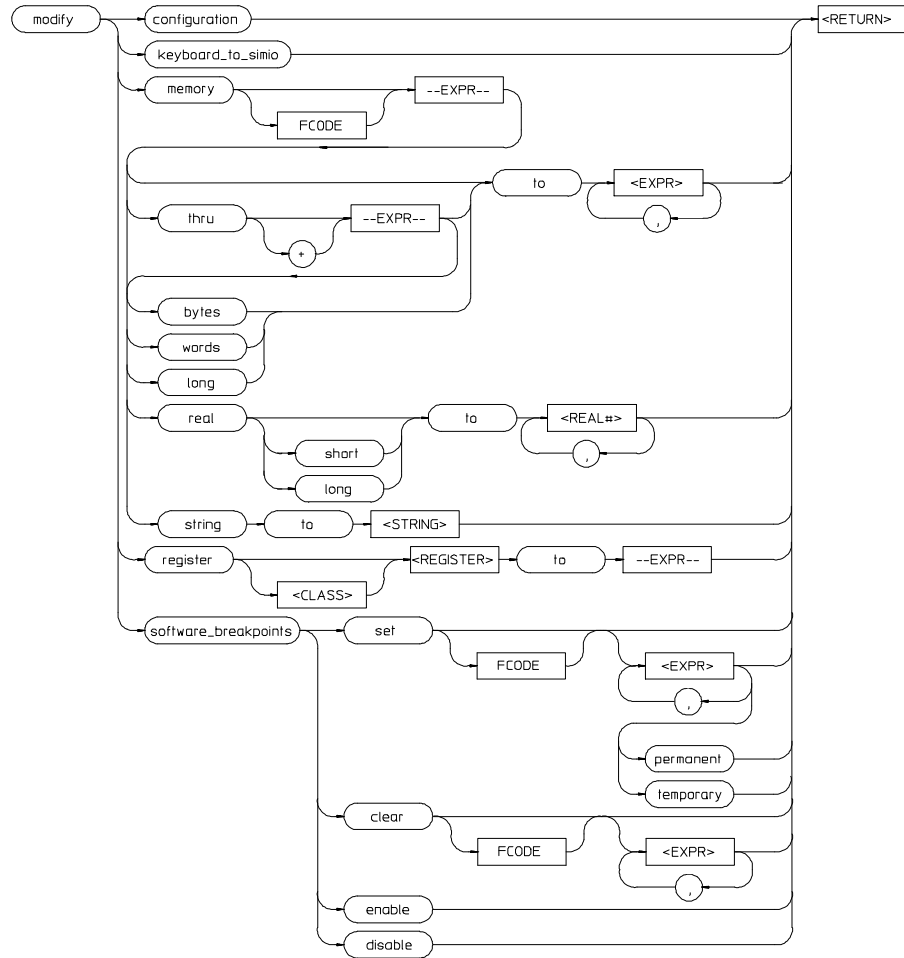 modify
configuration
<RETURN>
keyboard_to_simio
memory
--EXPR--
FCODE
to
<EXPR>
,
thru
--EXPR--
+
bytes
words
long
real
to
<REAL#>
,
short
long
string
to
<STRING>
register
<REGISTER>
to
--EXPR--
<CLASS>
software_breakpoints
set
FCODE
<EXPR>
,
permanent
temporary
clear
FCODE
<EXPR>
,
enable
disable